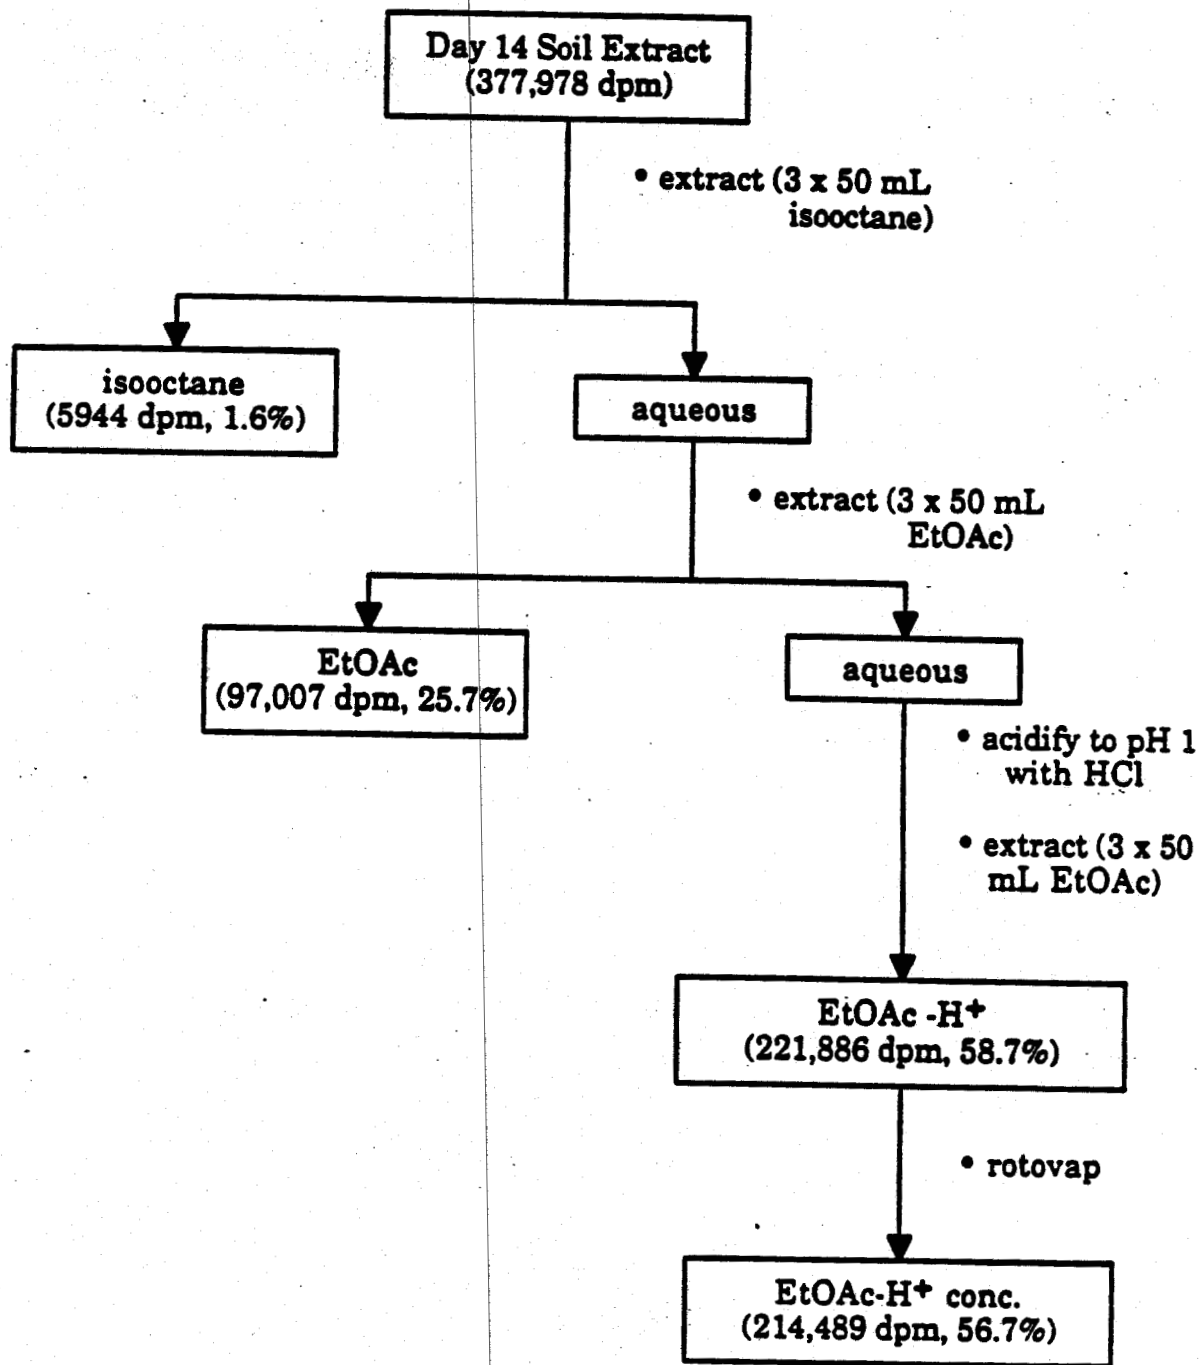 Day 14 Soil Extract
(377,978 dpm)
• extract (3 x 50 mL
isooctane)
isooctane
(5944 dpm, 1.6%)
aqueous
• extract (3 x 50 mL
EtOAc)
EtOAc
(97,007 dpm, 25.7%)
aqueous
• acidify to pH 1
with HCl
• extract (3 x 50
mL EtOAc)
EtOAc -H⁺
(221,886 dpm, 58.7%)
• rotovap
EtOAc-H⁺ conc.
(214,489 dpm, 56.7%)